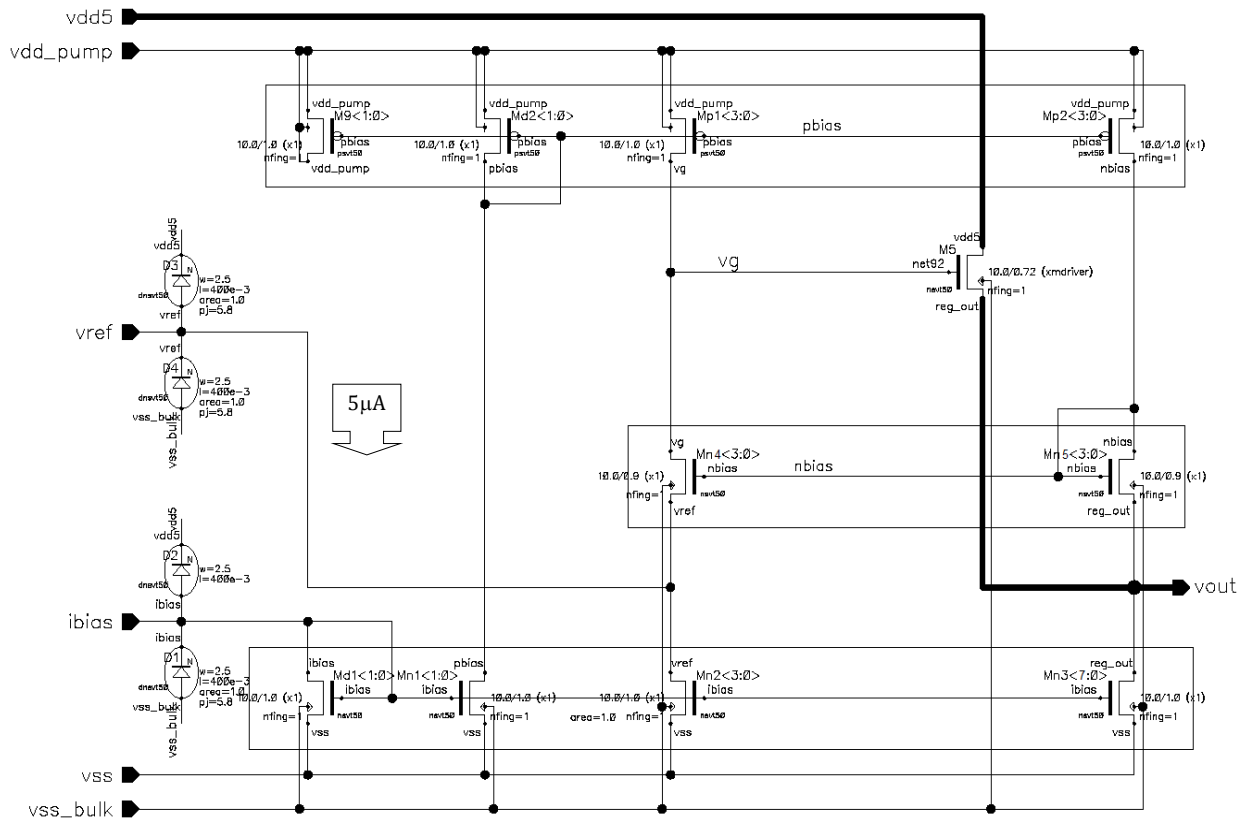 vdd5
vdd_pump
vdd_pump
M9<1:0>
pbias
10.0/1.0 (x1)
psvt50
nfing=1
vdd_pump
vdd_pump
Md2<1:0>
pbias
10.0/1.0 (x1)
psvt50
nfing=1
pbias
vdd_pump
Mp1<3:0>
pbias
10.0/1.0 (x1)
psvt50
nfing=1
vg
pbias
vdd_pump
Mp2<3:0>
pbias
10.0/1.0 (x1)
psvt50
nfing=1
nbias
vdd5
vdd5
D3
N
w=2.5
l=400e-3
area=1.0
pj=5.8
dnsvt50
vref
vref
vref
D4
N
w=2.5
l=400e-3
area=1.0
pj=5.8
dnsvt50
vss_bulk
vss_bulk
5µA
vg
vdd5
M5
net92
10.0/0.72 (xmdriver)
nsvt50
nfing=1
reg_out
vg
Mn4<3:0>
nbias
10.0/0.9 (x1)
nfing=1
nsvt50
vref
nbias
nbias
Mn5<3:0>
nbias
10.0/0.9 (x1)
nsvt50
nfing=1
reg_out
vdd5
vdd5
D2
N
w=2.5
l=400e-3
dnsvt50
ibias
ibias
ibias
D1
N
w=2.5
l=400e-3
area=1.0
pj=5.8
dnsvt50
vss_bulk
vss_bulk
vout
ibias
Md1<1:0>
ibias
10.0/1.0 (x1)
nfing=1
nsvt50
vss
pbias
Mn1<1:0>
ibias
10.0/1.0 (x1)
nsvt50
nfing=1
vss
vref
Mn2<3:0>
ibias
10.0/1.0 (x1)
area=1.0
nfing=1
nsvt50
vss
reg_out
Mn3<7:0>
ibias
10.0/1.0 (x1)
nsvt50
nfing=1
vss
vss
vss_bulk